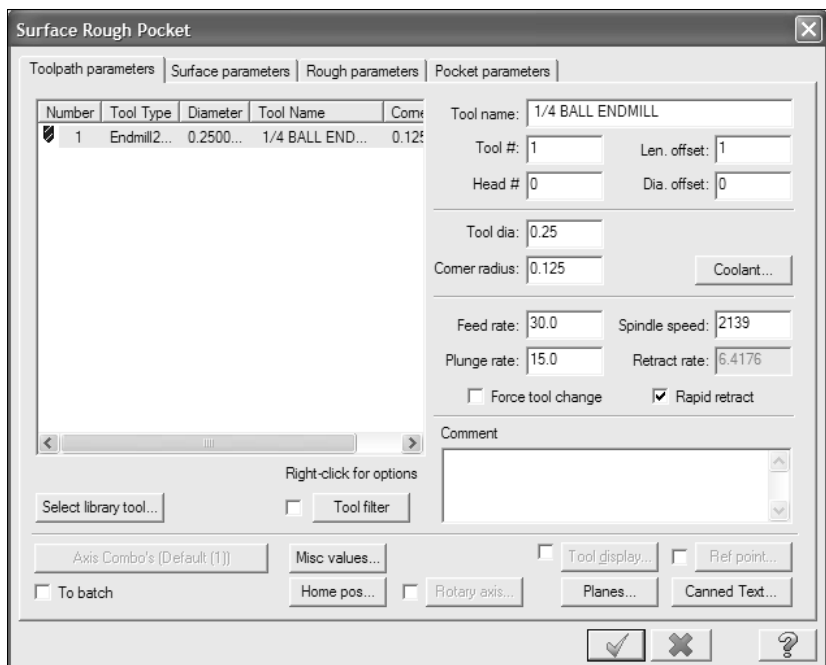 Surface Rough Pocket
Toolpath parameters Surface parameters Rough parameters Pocket parameters
Number Tool Type Diameter Tool Name Corne
1 Endmill2... 0.2500... 1/4 BALL END... 0.125
Right-click for options
Select library tool... Tool filter
Tool name: 1/4 BALL ENDMILL
Tool #: 1 Len. offset: 1
Head # 0 Dia. offset: 0
Tool dia: 0.25
Corner radius: 0.125 Coolant...
Feed rate: 30.0 Spindle speed: 2139
Plunge rate: 15.0 Retract rate: 6.4176
Force tool change Rapid retract
Comment
Axis Combo's (Default (1)) Misc values... Tool display... Ref point...
To batch Home pos... Rotary axis... Planes... Canned Text...